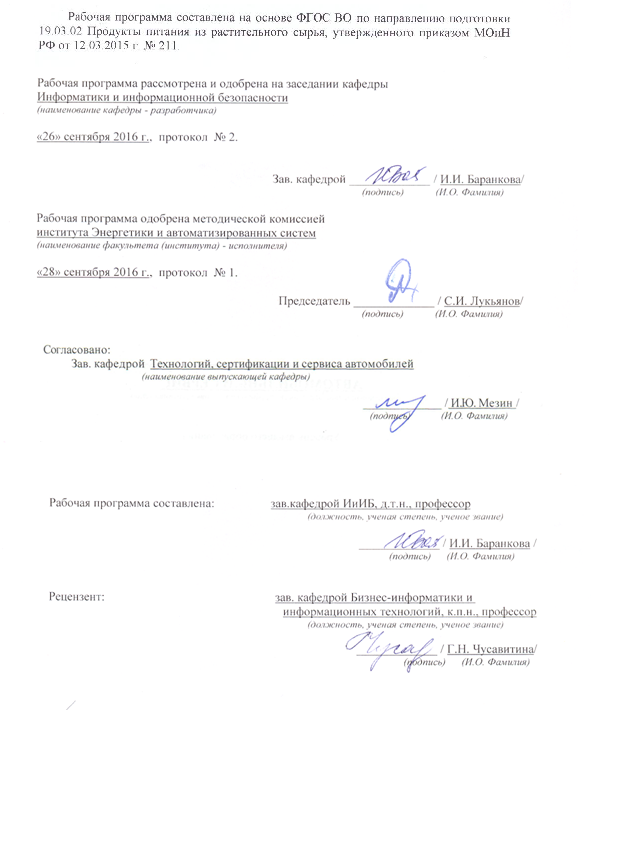 Рабочая программа составлена на основе ФГОС ВО по направлению подготовки
19.03.02 Продукты питания из растительного сырья, утвержденного приказом МОиН
РФ от 12.03.2015 г. № 211.
Рабочая программа рассмотрена и одобрена на заседании кафедры
Информатики и информационной безопасности
(наименование кафедры - разработчика)
«26» сентября 2016 г., протокол № 2.
Зав. кафедрой ______________ / И.И. Баранкова/
(подпись) (И.О. Фамилия)
Рабочая программа одобрена методической комиссией
института Энергетики и автоматизированных систем
(наименование факультета (института) - исполнителя)
«28» сентября 2016 г., протокол № 1.
Председатель ______________ / С.И. Лукьянов/
(подпись) (И.О. Фамилия)
Согласовано:
Зав. кафедрой Технологий, сертификации и сервиса автомобилей
(наименование выпускающей кафедры)
______________ / И.Ю. Мезин /
(подпись) (И.О. Фамилия)
Рабочая программа составлена: зав.кафедрой ИиИБ, д.т.н., профессор
(должность, ученая степень, ученое звание)
______________ / И.И. Баранкова /
(подпись) (И.О. Фамилия)
Рецензент: зав. кафедрой Бизнес-информатики и
информационных технологий, к.п.н., профессор
(должность, ученая степень, ученое звание)
______________ / Г.Н. Чусавитина/
(подпись) (И.О. Фамилия)